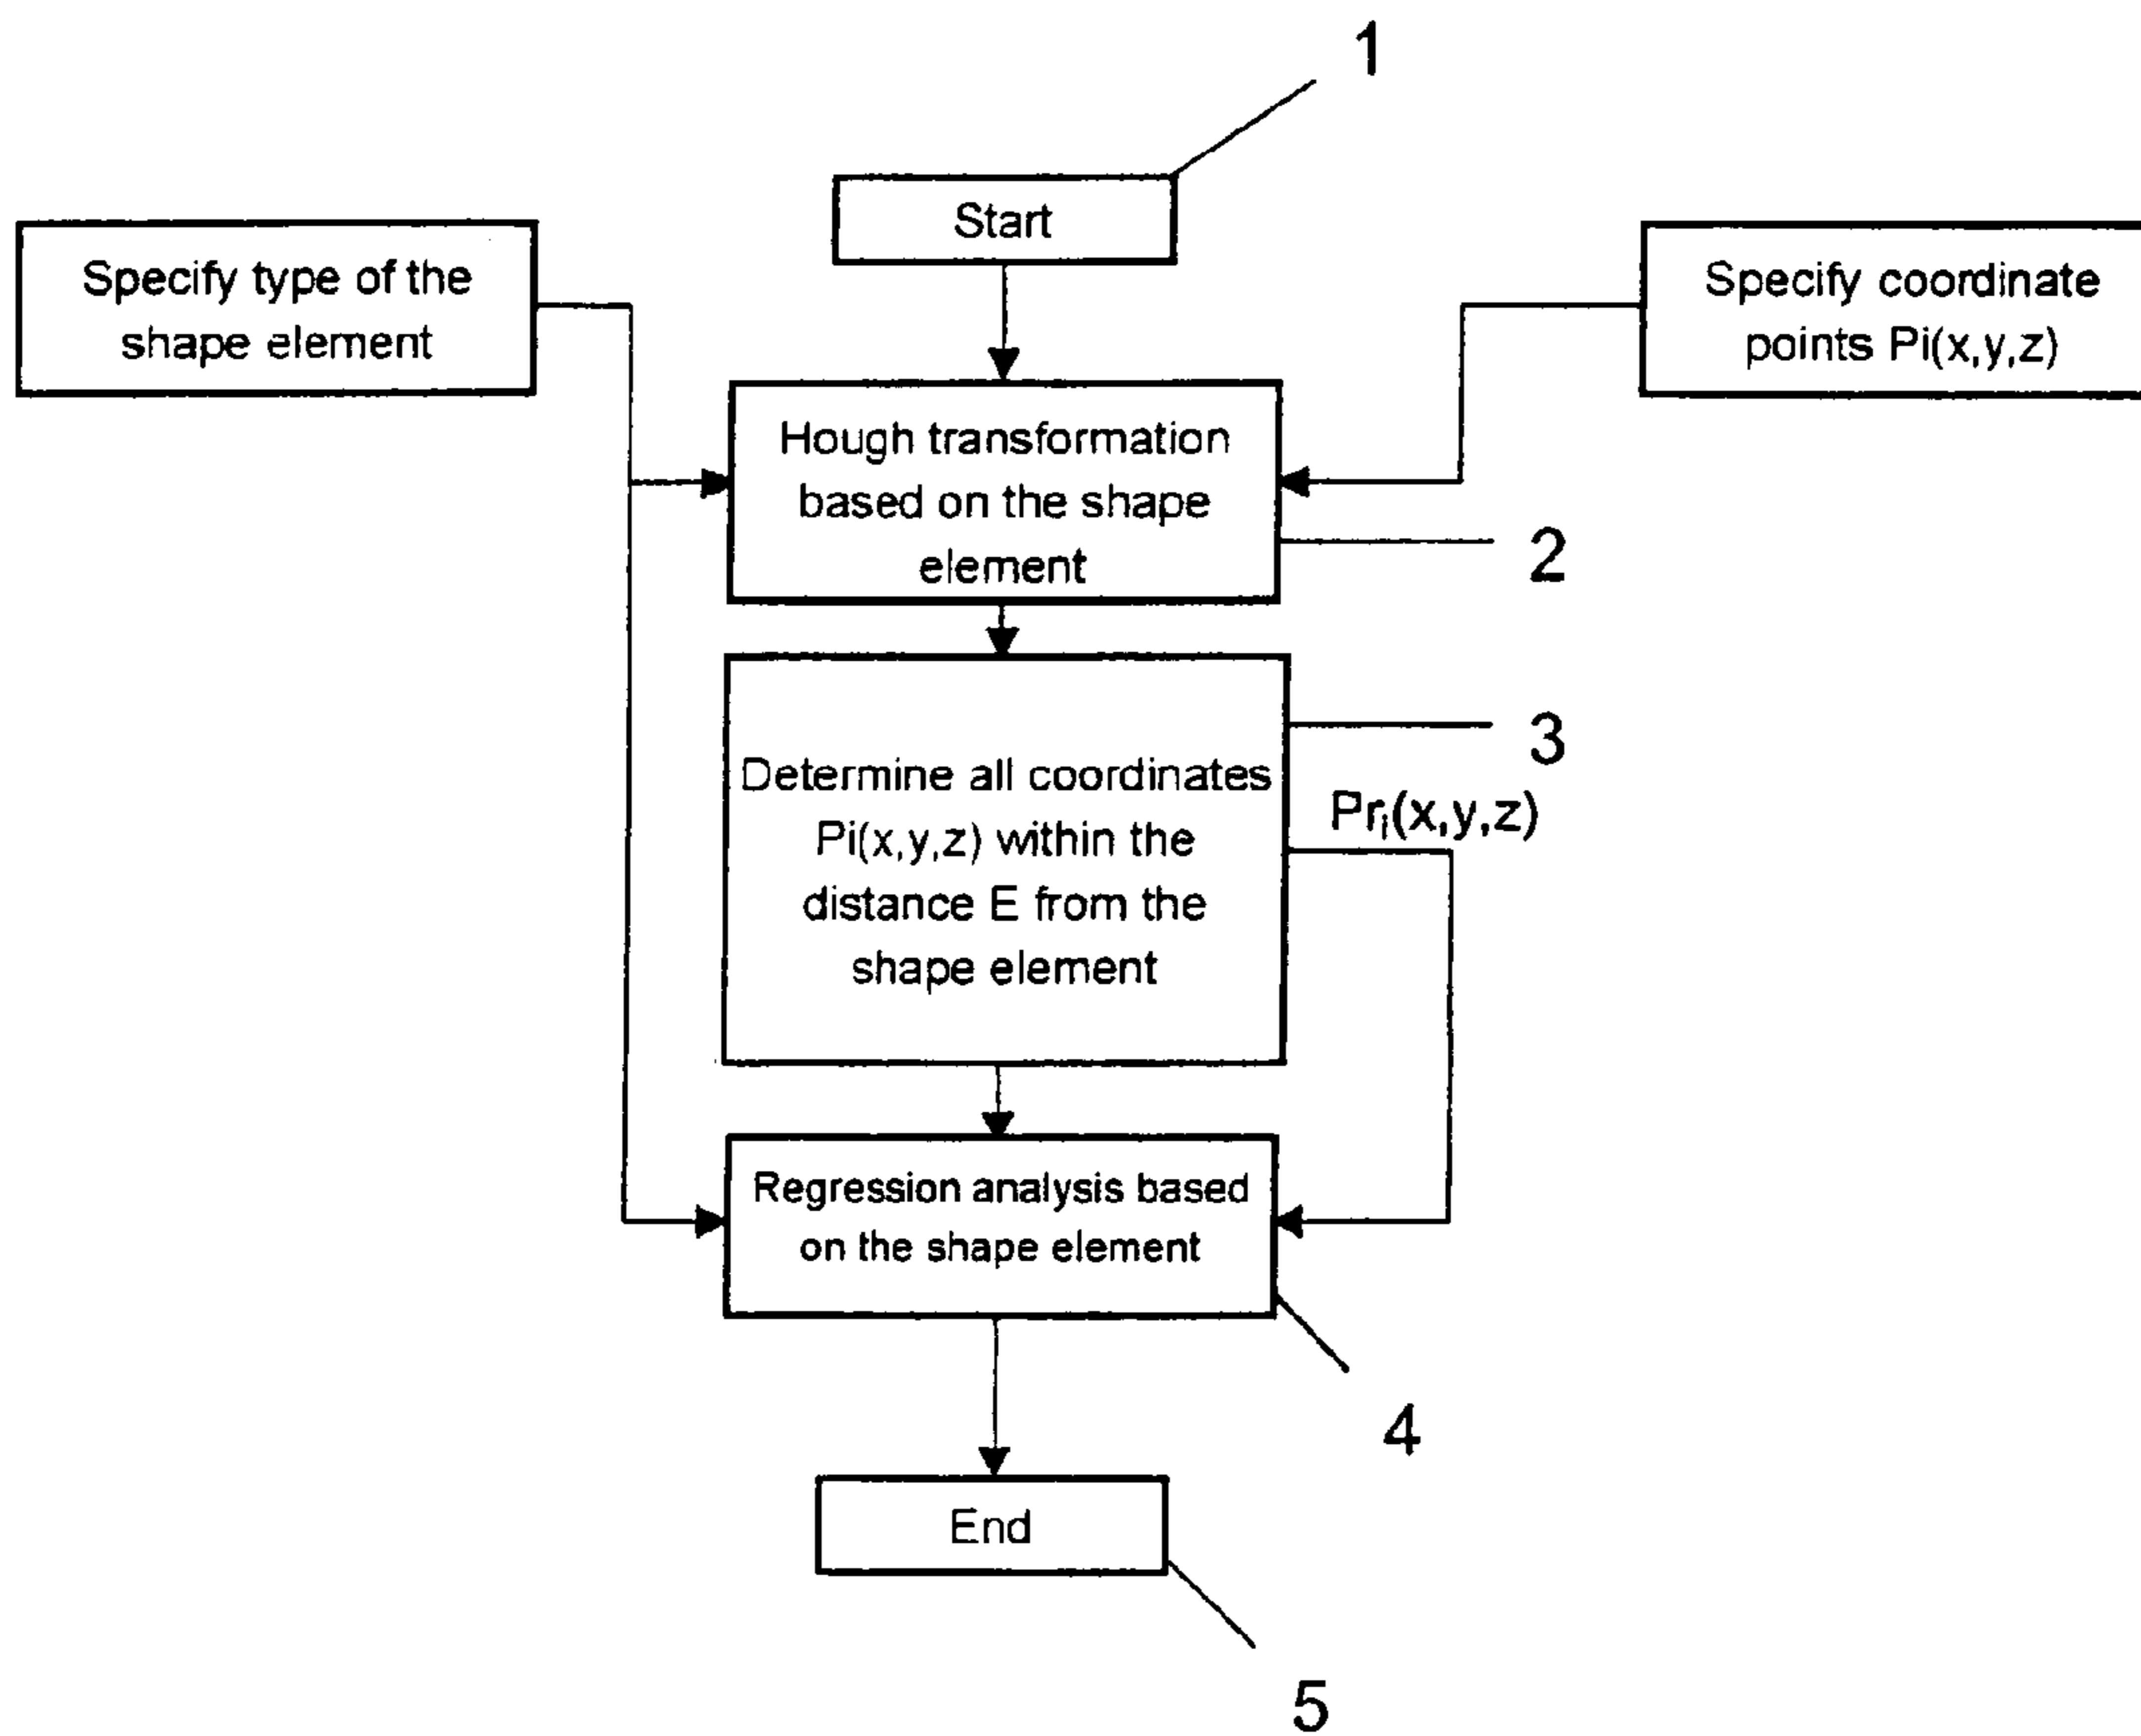 1
Start
Specify type of the
shape element
Specify coordinate
points Pi(x,y,z)
Hough transformation
based on the shape
element
2
3
Determine all coordinates
Pi(x,y,z) within the
distance E from the
shape element
Prᵢ(x,y,z)
Regression analysis based
on the shape element
4
End
5